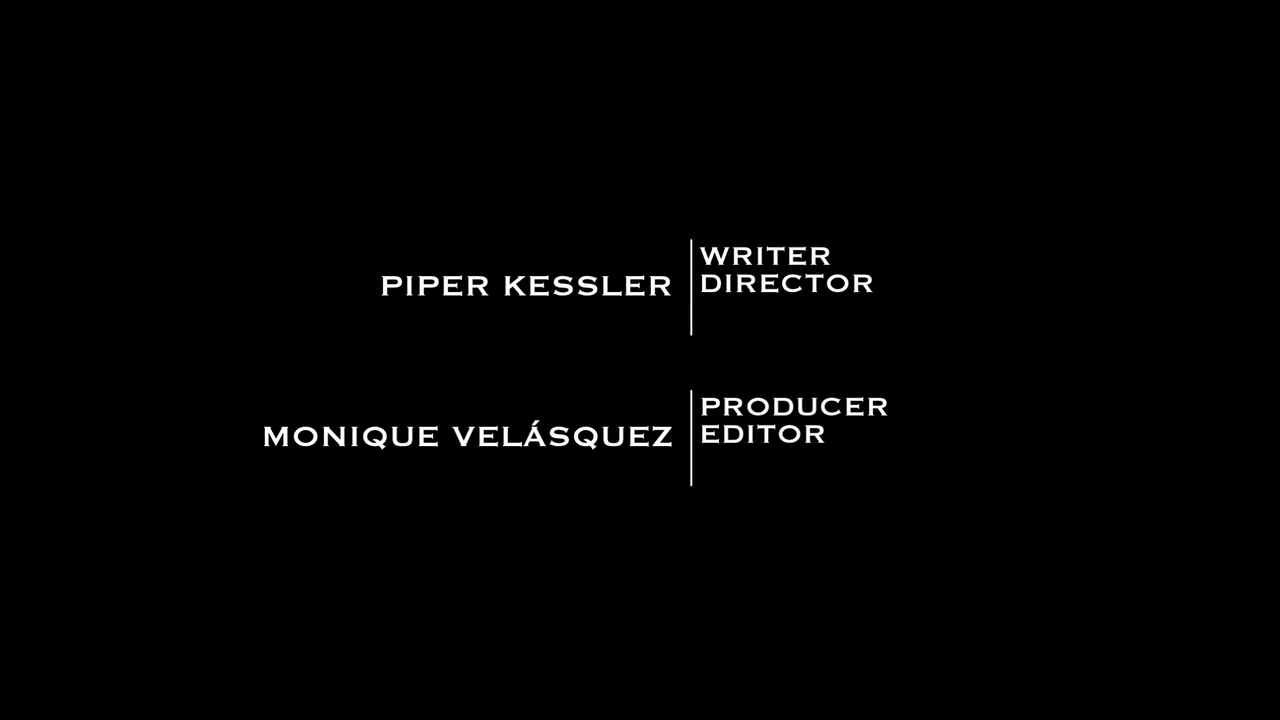 PIPER KESSLER
WRITER
DIRECTOR
MONIQUE VELÁSQUEZ
PRODUCER
EDITOR